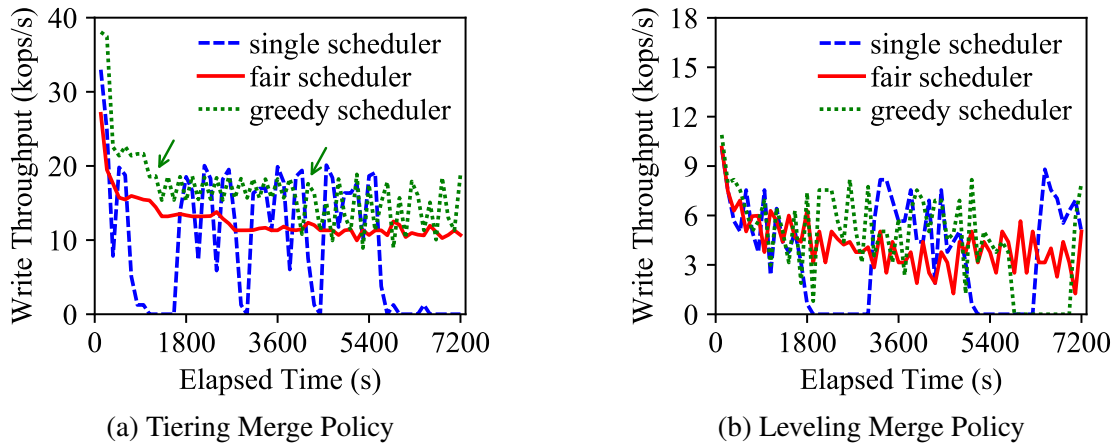 40
30
20
10
0
Write Throughput (kops/s)
single scheduler
fair scheduler
greedy scheduler
0 1800 3600 5400 7200
Elapsed Time (s)
(a) Tiering Merge Policy
18
15
12
9
6
3
0
Write Throughput (kops/s)
single scheduler
fair scheduler
greedy scheduler
0 1800 3600 5400 7200
Elapsed Time (s)
(b) Leveling Merge Policy